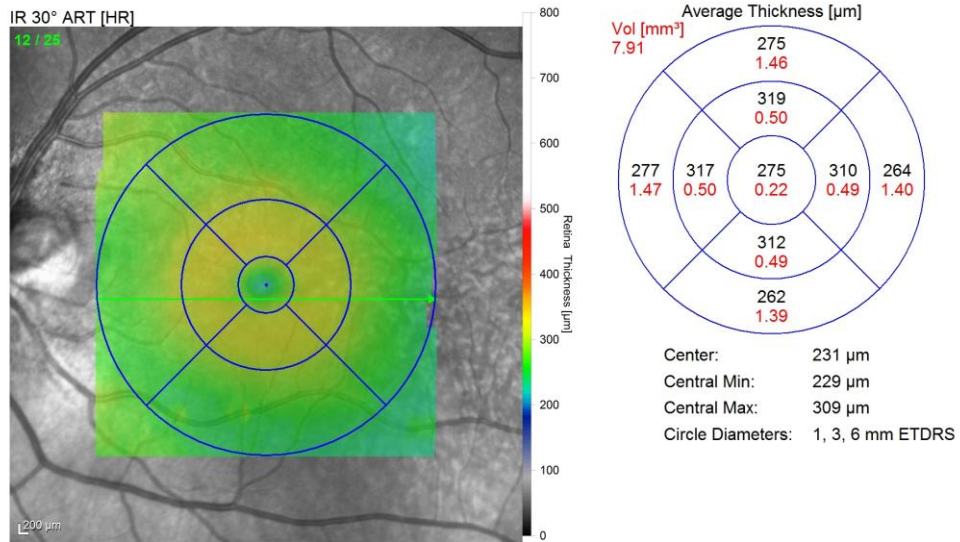 IR 30° ART [HR]
12 / 25
200 µm
800
700
600
500
400
300
200
100
0
Retina Thickness [µm]
Average Thickness [µm]
Vol [mm³]
7.91
275
1.46
319
0.50
277 317 275 310 264
1.47 0.50 0.22 0.49 1.40
312
0.49
262
1.39
Center: 231 µm
Central Min: 229 µm
Central Max: 309 µm
Circle Diameters: 1, 3, 6 mm ETDRS